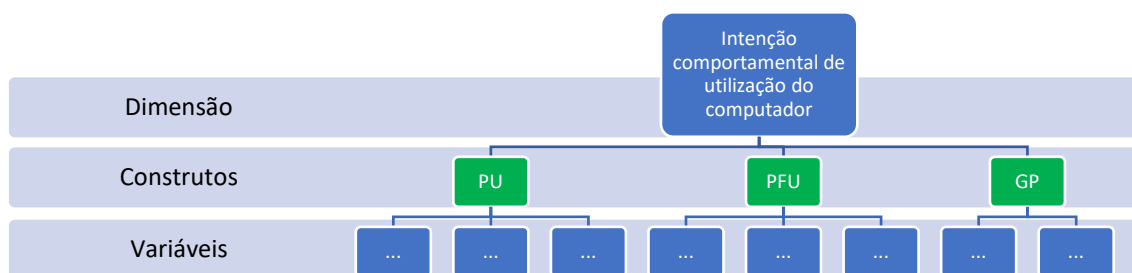 Intenção
comportamental de
utilização do
computador
Dimensão
Construtos
PU
PFU
GP
Variáveis
...
...
...
...
...
...
...
...